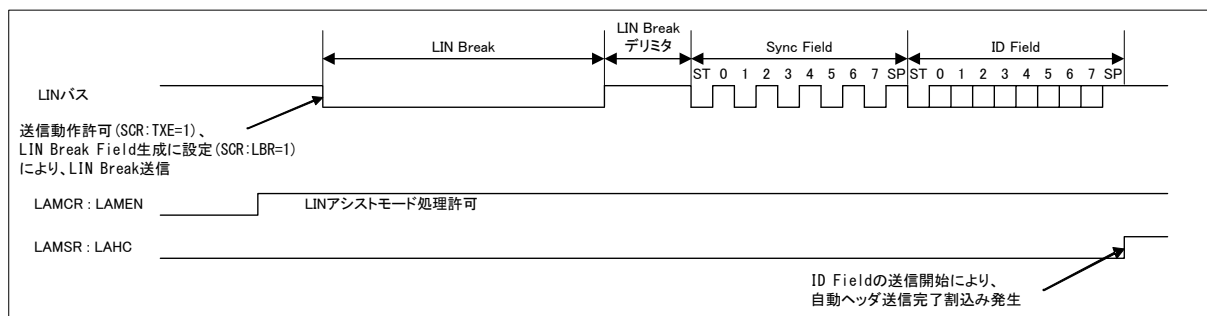 LIN Break
LIN Break
デリミタ
Sync Field
ID Field
ST 0 1 2 3 4 5 6 7 SP ST 0 1 2 3 4 5 6 7 SP
LINバス
送信動作許可(SCR:TXE=1)、
LIN Break Field生成に設定(SCR:LBR=1)
により、LIN Break送信
LAMCR : LAMEN
LINアシストモード処理許可
LAMSR : LAHC
ID Fieldの送信開始により、
自動ヘッダ送信完了割込み発生